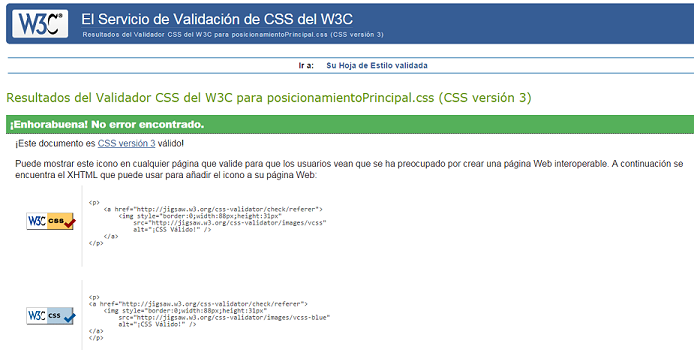 W3C®
El Servicio de Validación de CSS del W3C
Resultados del Validador CSS del W3C para posicionamientoPrincipal.css (CSS versión 3)
Ir a: Su Hoja de Estilo validada
Resultados del Validador CSS del W3C para posicionamientoPrincipal.css (CSS versión 3)
¡Enhorabuena! No error encontrado.
¡Este documento es CSS versión 3 válido!
Puede mostrar este icono en cualquier página que valide para que los usuarios vean que se ha preocupado por crear una página Web interoperable. A continuación se
encuentra el XHTML que puede usar para añadir el icono a su página Web:
W3C css
<p>
<a href="http://jigsaw.w3.org/css-validator/check/referer">
<img style="border:0;width:88px;height:31px"
src="http://jigsaw.w3.org/css-validator/images/vcss"
alt="¡CSS Válido!" />
</a>
</p>
W3C css
<p>
<a href="http://jigsaw.w3.org/css-validator/check/referer">
<img style="border:0;width:88px;height:31px"
src="http://jigsaw.w3.org/css-validator/images/vcss-blue"
alt="¡CSS Válido!" />
</a>
</p>